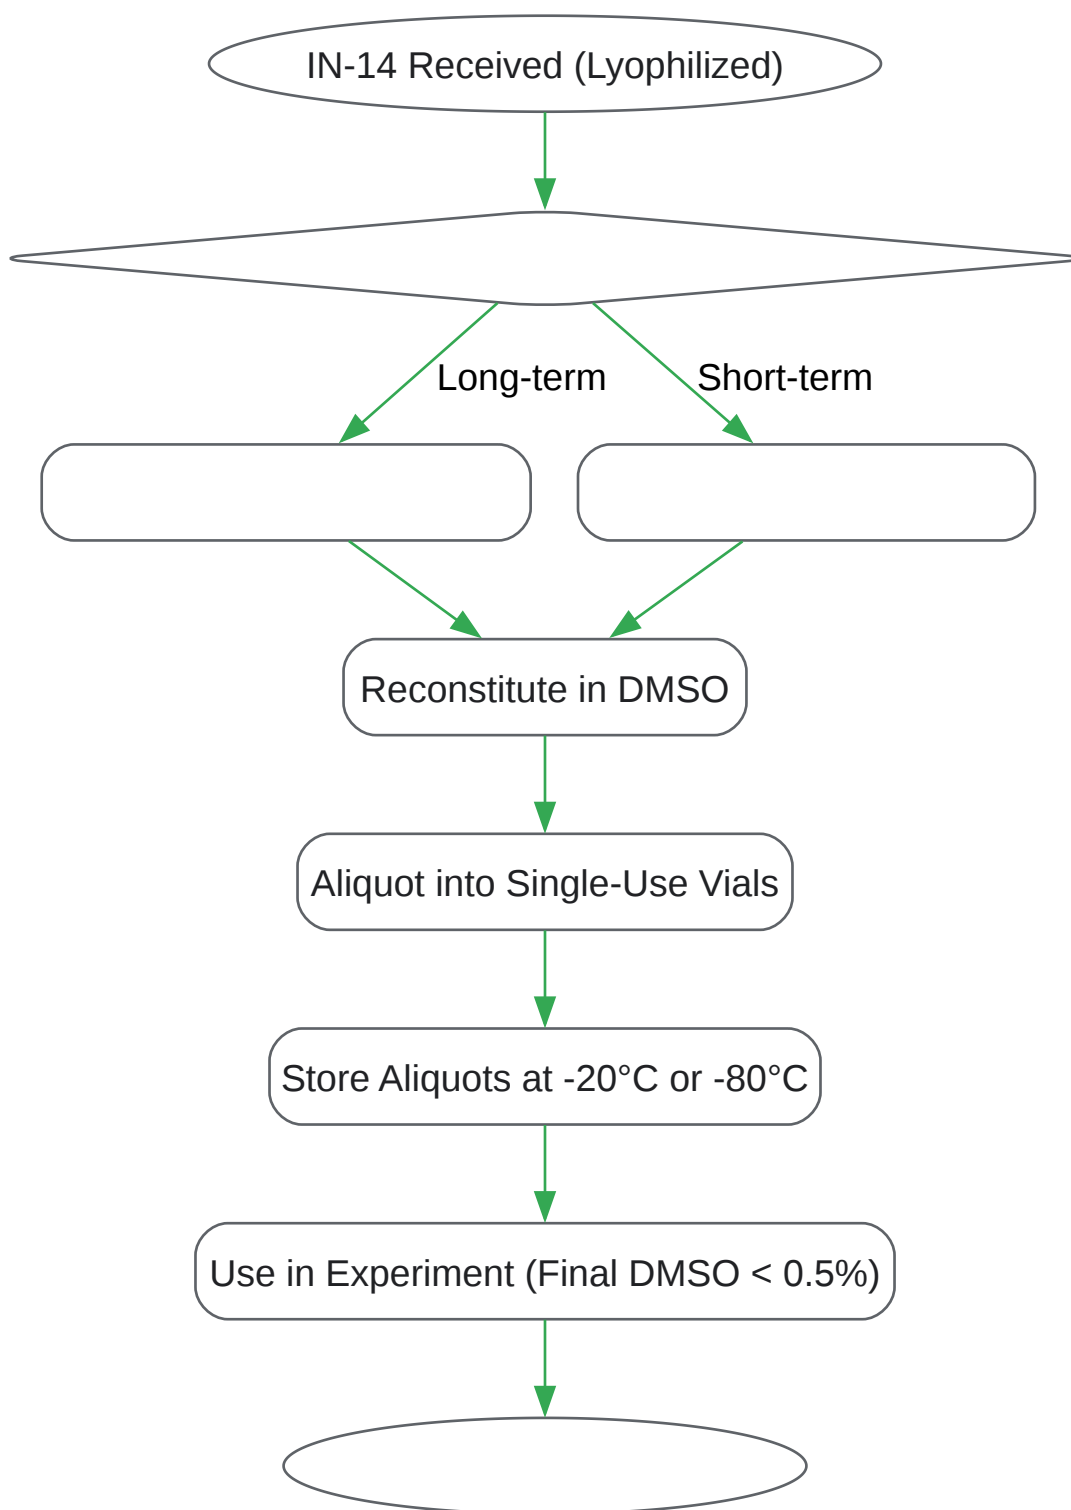 IN-14 Received (Lyophilized)
Long-term
Short-term
Reconstitute in DMSO
Aliquot into Single-Use Vials
Store Aliquots at -20°C or -80°C
Use in Experiment (Final DMSO < 0.5%)